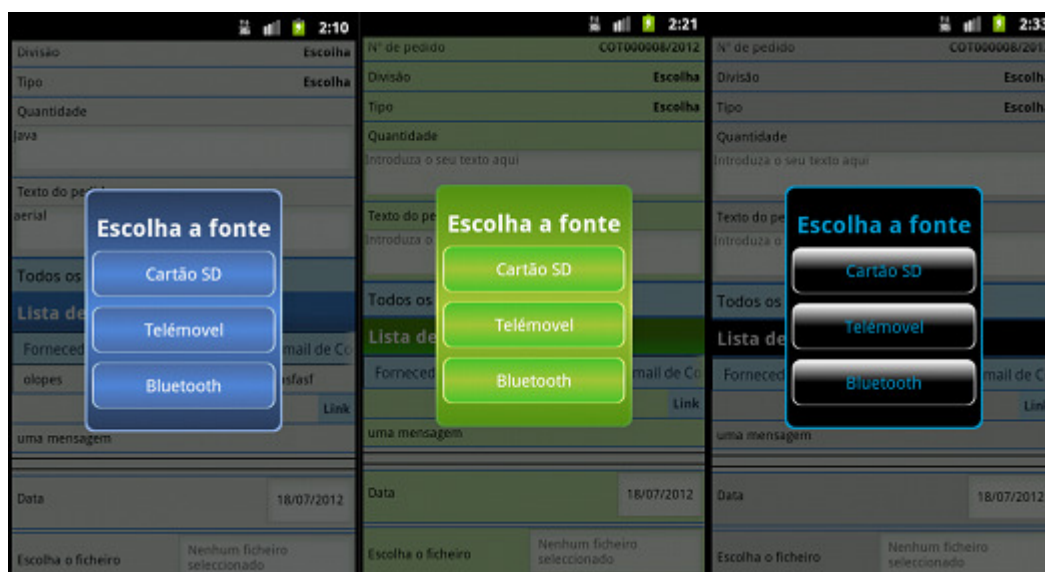 2:10
Divisão Escolha
Tipo Escolha
Quantidade
Java
Texto do pe
aerial
Escolha a fonte
Cartão SD
Todos os
Lista de
Telémovel
Forneced mail de Co
olopes sfasf
Bluetooth
Link
uma mensagem
Data 18/07/2012
Escolha o ficheiro Nenhum ficheiro
seleccionado
2:21
N° de pedido COT000008/2012
Divisão Escolha
Tipo Escolha
Quantidade
Introduza o seu texto aqui
Texto do pe
Escolha a fonte
Introduza o
Cartão SD
Todos os
Telémovel
Lista de
Forneced mail de Co
Bluetooth
Link
uma mensagem
Data 18/07/2012
Escolha o ficheiro Nenhum ficheiro
seleccionado
2:33
N° de pedido COT000008/201
Divisão Escolh
Tipo Escolh
Quantidade
Introduza o seu texto aqui
Texto do pe
Escolha a fonte
Introduza o
Cartão SD
Todos os
Telémovel
Lista de
Forneced mail de C
Bluetooth
Lin
uma mensagem
Data 18/07/2012
Escolha o ficheiro Nenhum ficheiro
seleccionado